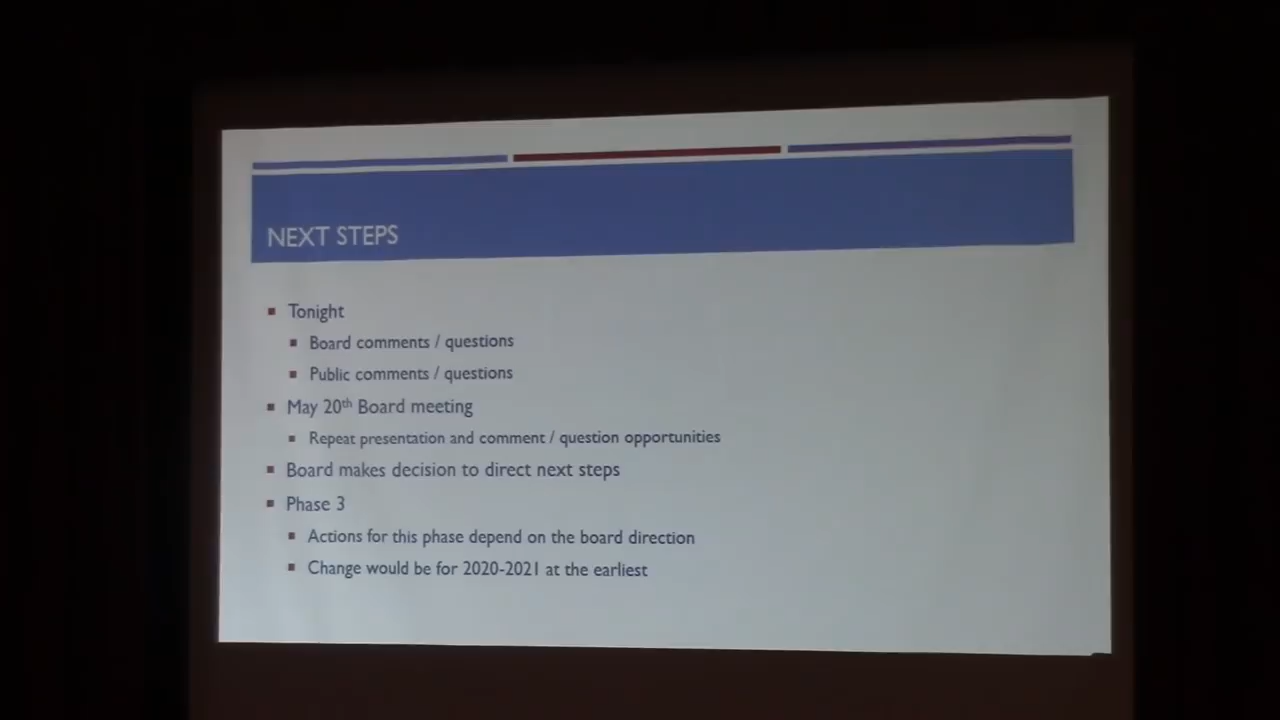 NEXT STEPS
Tonight
Board comments / questions
Public comments / questions
May 20th Board meeting
Repeat presentation and comment / question opportunities
Board makes decision to direct next steps
Phase 3
Actions for this phase depend on the board direction
Change would be for 2020-2021 at the earliest